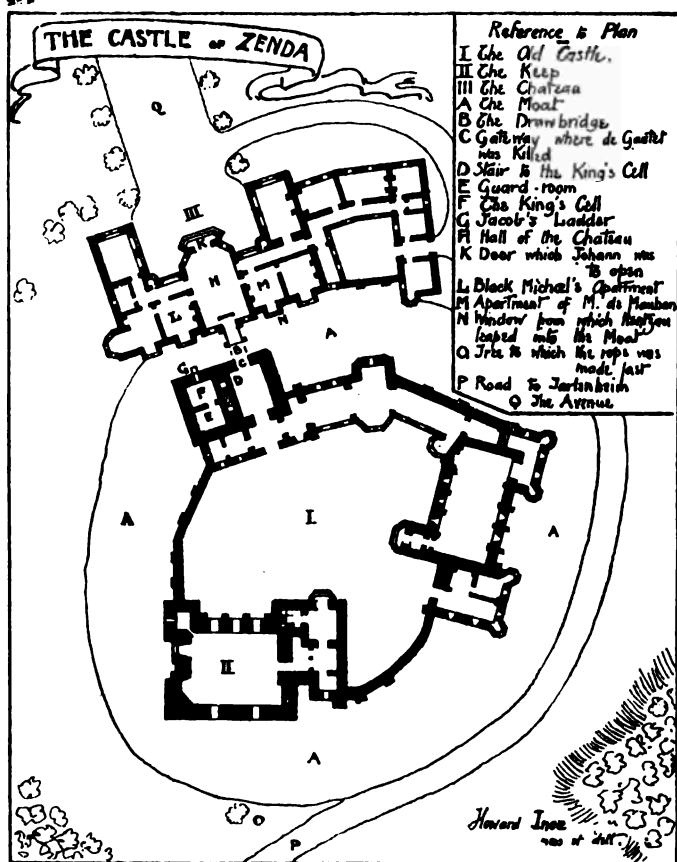 THE CASTLE OF ZENDA
Reference to Plan
I The Old Castle.
II The Keep
III The Chateau
A The Moat
B The Drawbridge
C Gateway where de Gautet
was Killed
D Stair to the King's Cell
E Guard-room
F The King's Cell
G Jacob's Ladder
H Hall of the Chateau
K Door which Johann was
to open
L Black Michael's Apartment
M Apartment of M. de Mauban
N Window from which
leaped into the Moat
O Tree to which the rope was
made fast
P Road to Tarlenheim
Q The Avenue
Q
III
K
H
M
L
N
A
B
C
G
D
F
E
A
I
A
II
A
O
P
Howard Ince